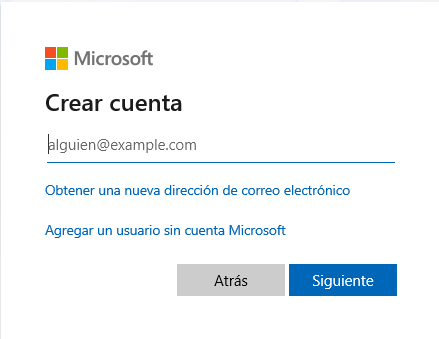 Microsoft
Crear cuenta
alguien@example.com
Obtener una nueva dirección de correo electrónico
Agregar un usuario sin cuenta Microsoft
Atrás
Siguiente